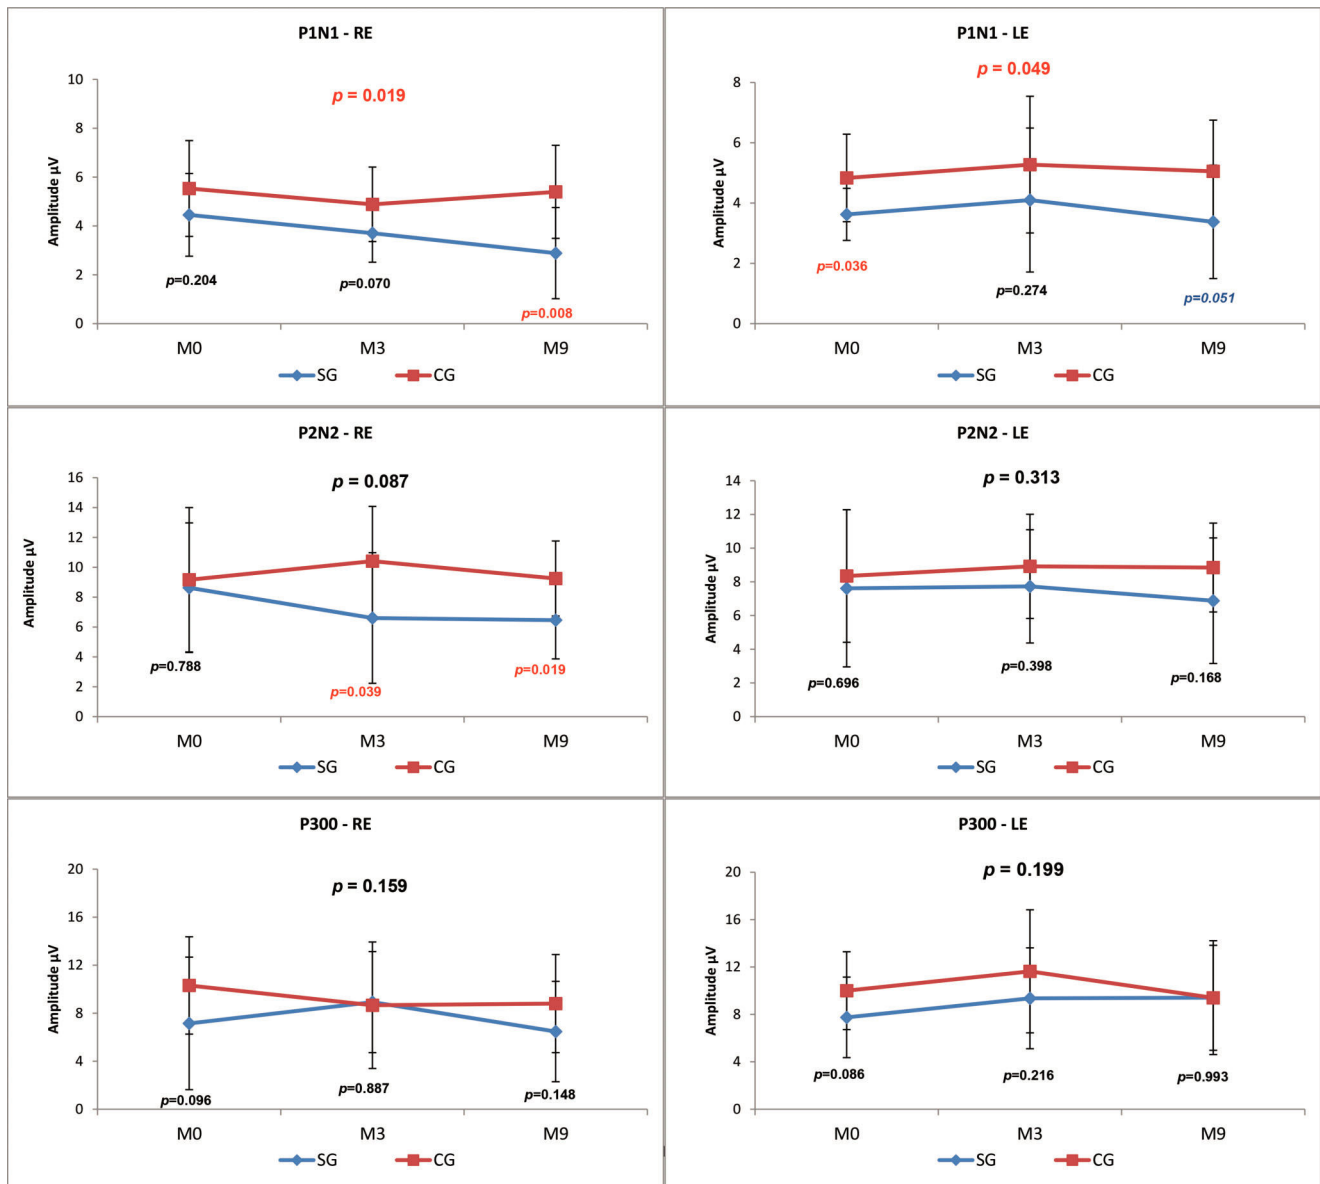 P1N1 - RE
p = 0.019
Amplitude µV
10
8
6
4
2
0
p=0.204
p=0.070
p=0.008
M0 M3 M9
SG CG
P1N1 - LE
p = 0.049
Amplitude µV
8
6
4
2
0
p=0.036
p=0.274
p=0.051
M0 M3 M9
SG CG
P2N2 - RE
p = 0.087
Amplitude µV
16
14
12
10
8
6
4
2
0
p=0.788
p=0.039
p=0.019
M0 M3 M9
SG CG
P2N2 - LE
p = 0.313
Amplitude µV
14
12
10
8
6
4
2
0
p=0.696
p=0.398
p=0.168
M0 M3 M9
SG CG
P300 - RE
p = 0.159
Amplitude µV
20
16
12
8
4
0
p=0.096
p=0.887
p=0.148
M0 M3 M9
SG CG
P300 - LE
p = 0.199
Amplitude µV
20
16
12
8
4
0
p=0.086
p=0.216
p=0.993
M0 M3 M9
SG CG